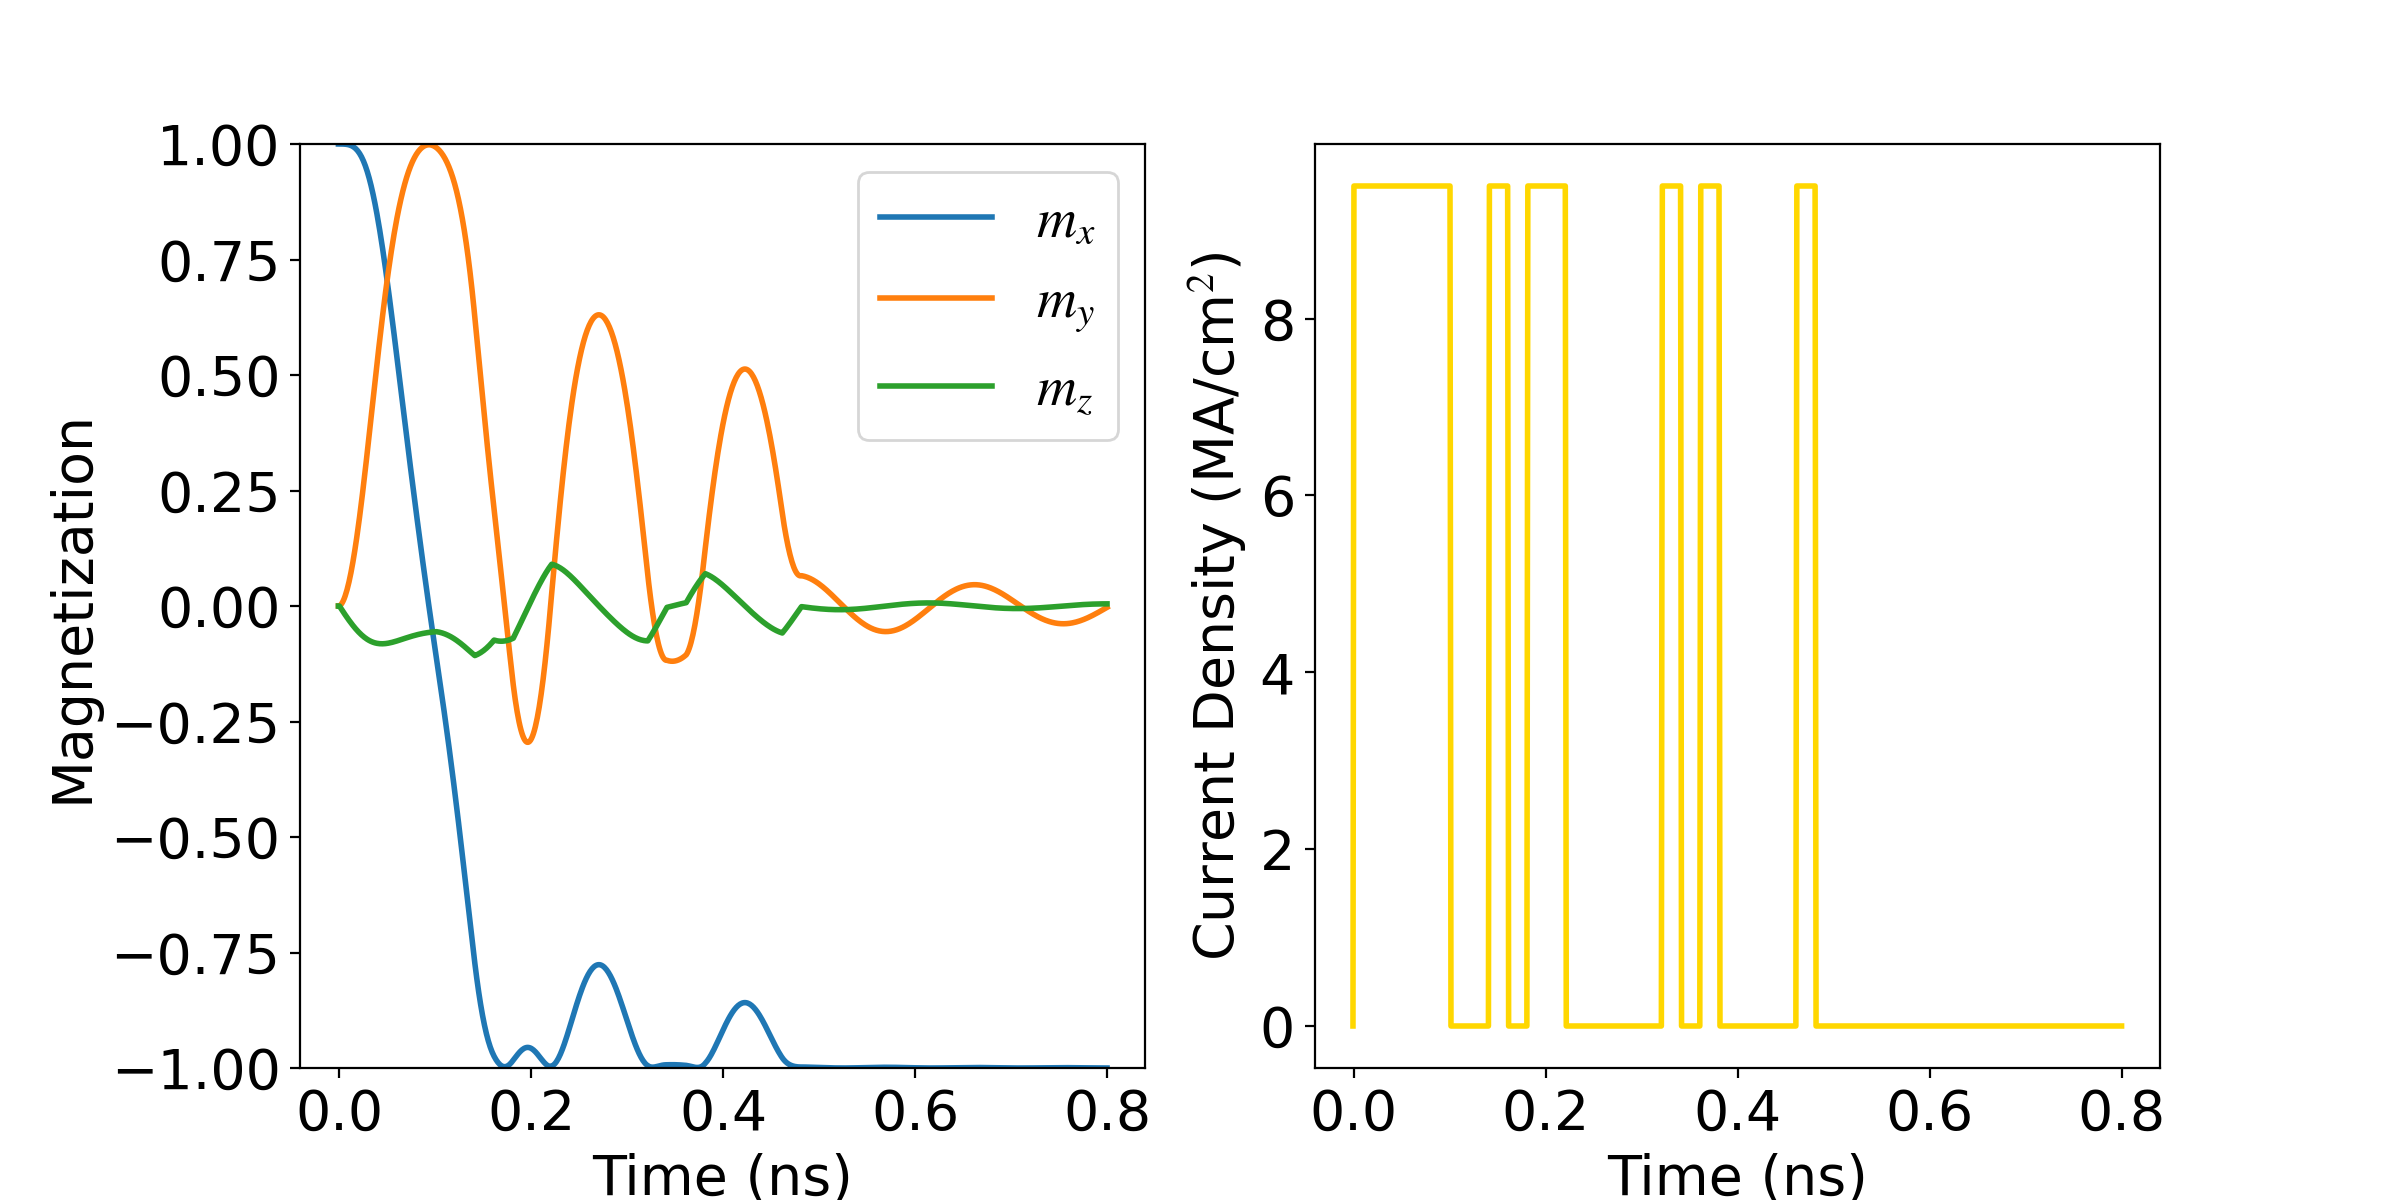 1.00
0.75
0.50
0.25
0.00
−0.25
−0.50
−0.75
−1.00
Magnetization
0.0 0.2 0.4 0.6 0.8
Time (ns)
m_x
m_y
m_z
8
6
4
2
0
Current Density (MA/cm²)
0.0 0.2 0.4 0.6 0.8
Time (ns)